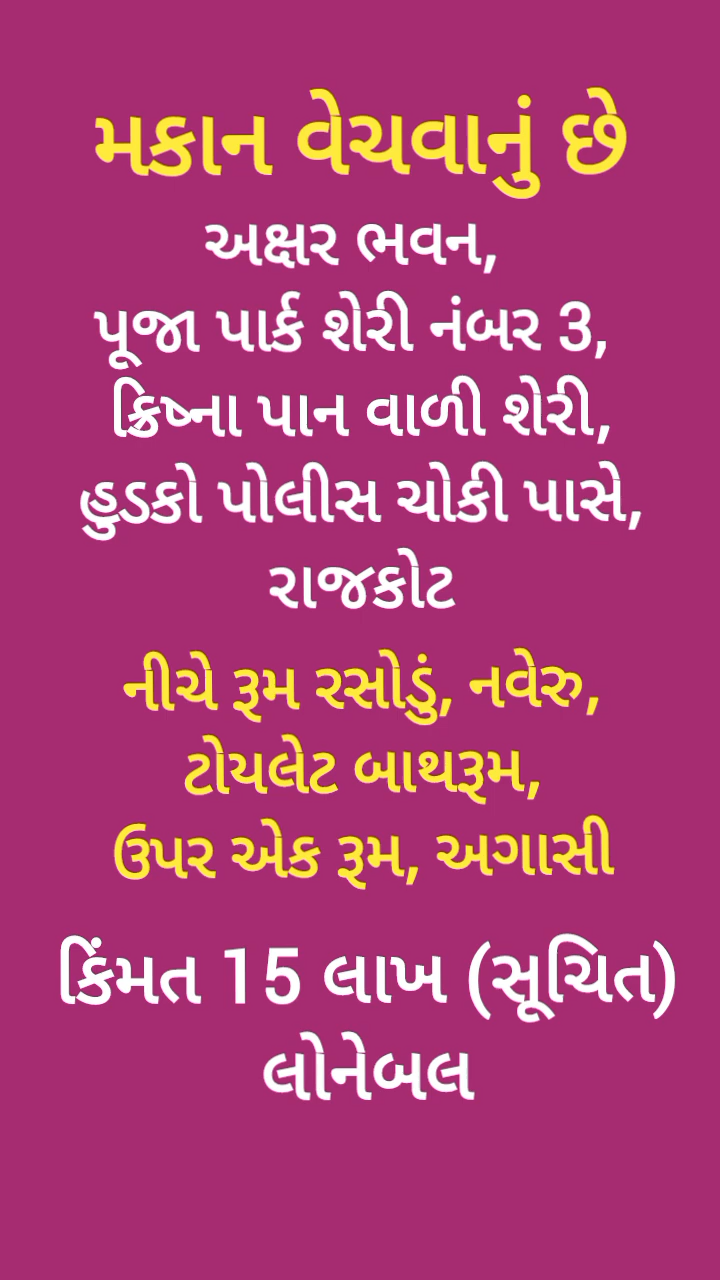 મકાન વેચવાનું છે
અક્ષર ભવન,
પૂજા પાર્ક શેરી નંબર 3,
ક્રિષ્ના પાન વાળી શેરી,
હુડકો પોલીસ ચોકી પાસે,
રાજકોટ
નીચે રૂમ રસોડું, નવેરુ,
ટોયલેટ બાથરૂમ,
ઉપર એક રૂમ, અગાસી
કિંમત 15 લાખ (સૂચિત)
લોનેબલ